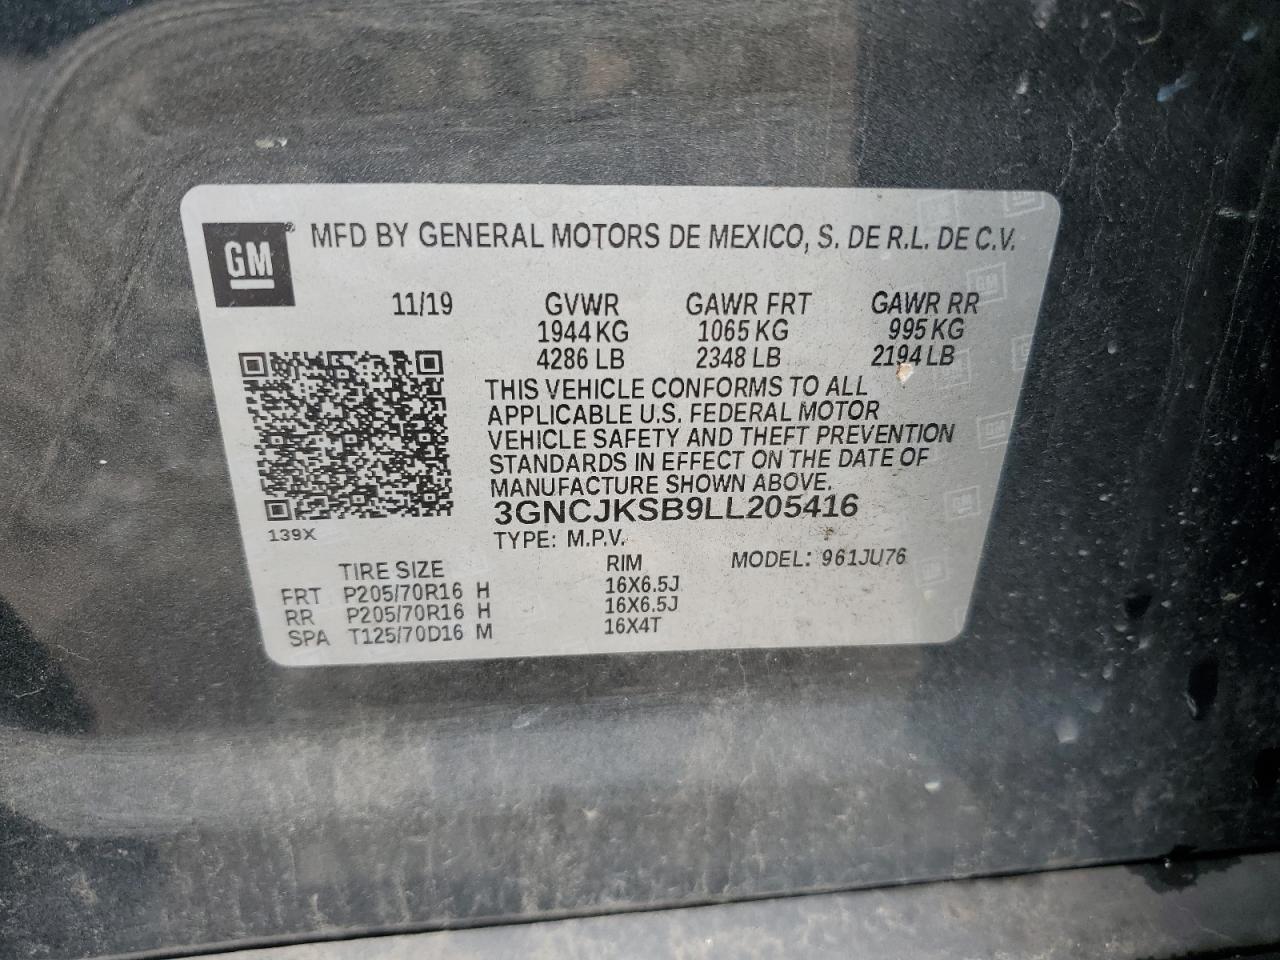 GM® MFD BY GENERAL MOTORS DE MEXICO, S. DE R.L. DE C.V.
11/19 GVWR GAWR FRT GAWR RR
1944 KG 1065 KG 995 KG
4286 LB 2348 LB 2194 LB
THIS VEHICLE CONFORMS TO ALL
APPLICABLE U.S. FEDERAL MOTOR
VEHICLE SAFETY AND THEFT PREVENTION
STANDARDS IN EFFECT ON THE DATE OF
MANUFACTURE SHOWN ABOVE.
3GNCJKSB9LL205416
139X
TYPE: M.P.V.
TIRE SIZE RIM MODEL: 961JU76
FRT P205/70R16 H 16X6.5J
RR P205/70R16 H 16X6.5J
SPA T125/70D16 M 16X4T